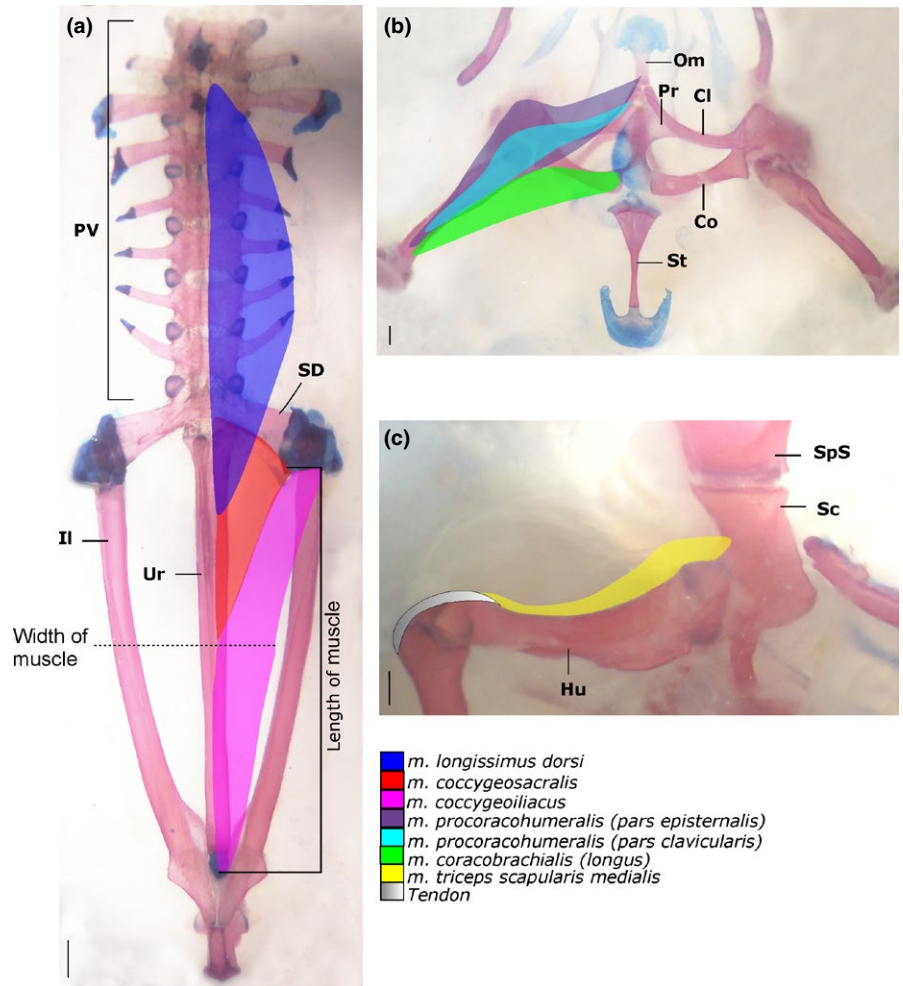 (a)
PV
SD
Il
Ur
Width of
muscle
Length of muscle
(b)
Om
Pr
Cl
Co
St
(c)
SpS
Sc
Hu
m. longissimus dorsi
m. coccygeosacralis
m. coccygeoiliacus
m. procoracohumeralis (pars episternalis)
m. procoracohumeralis (pars clavicularis)
m. coracobrachialis (longus)
m. triceps scapularis medialis
Tendon